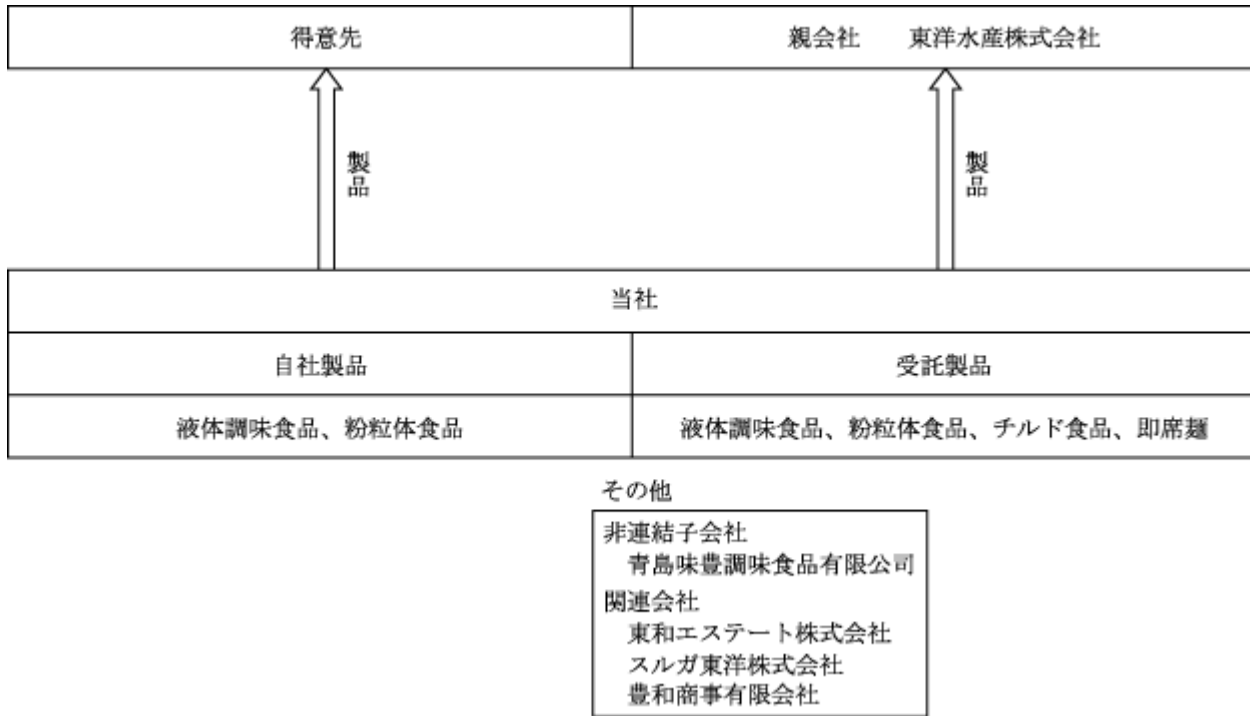 得意先
親会社　　東洋水産株式会社
製品
製品
当社
自社製品
受託製品
液体調味食品、粉粒体食品
液体調味食品、粉粒体食品、チルド食品、即席麺
その他
非連結子会社
青島味豊調味食品有限公司
関連会社
東和エステート株式会社
スルガ東洋株式会社
豊和商事有限会社